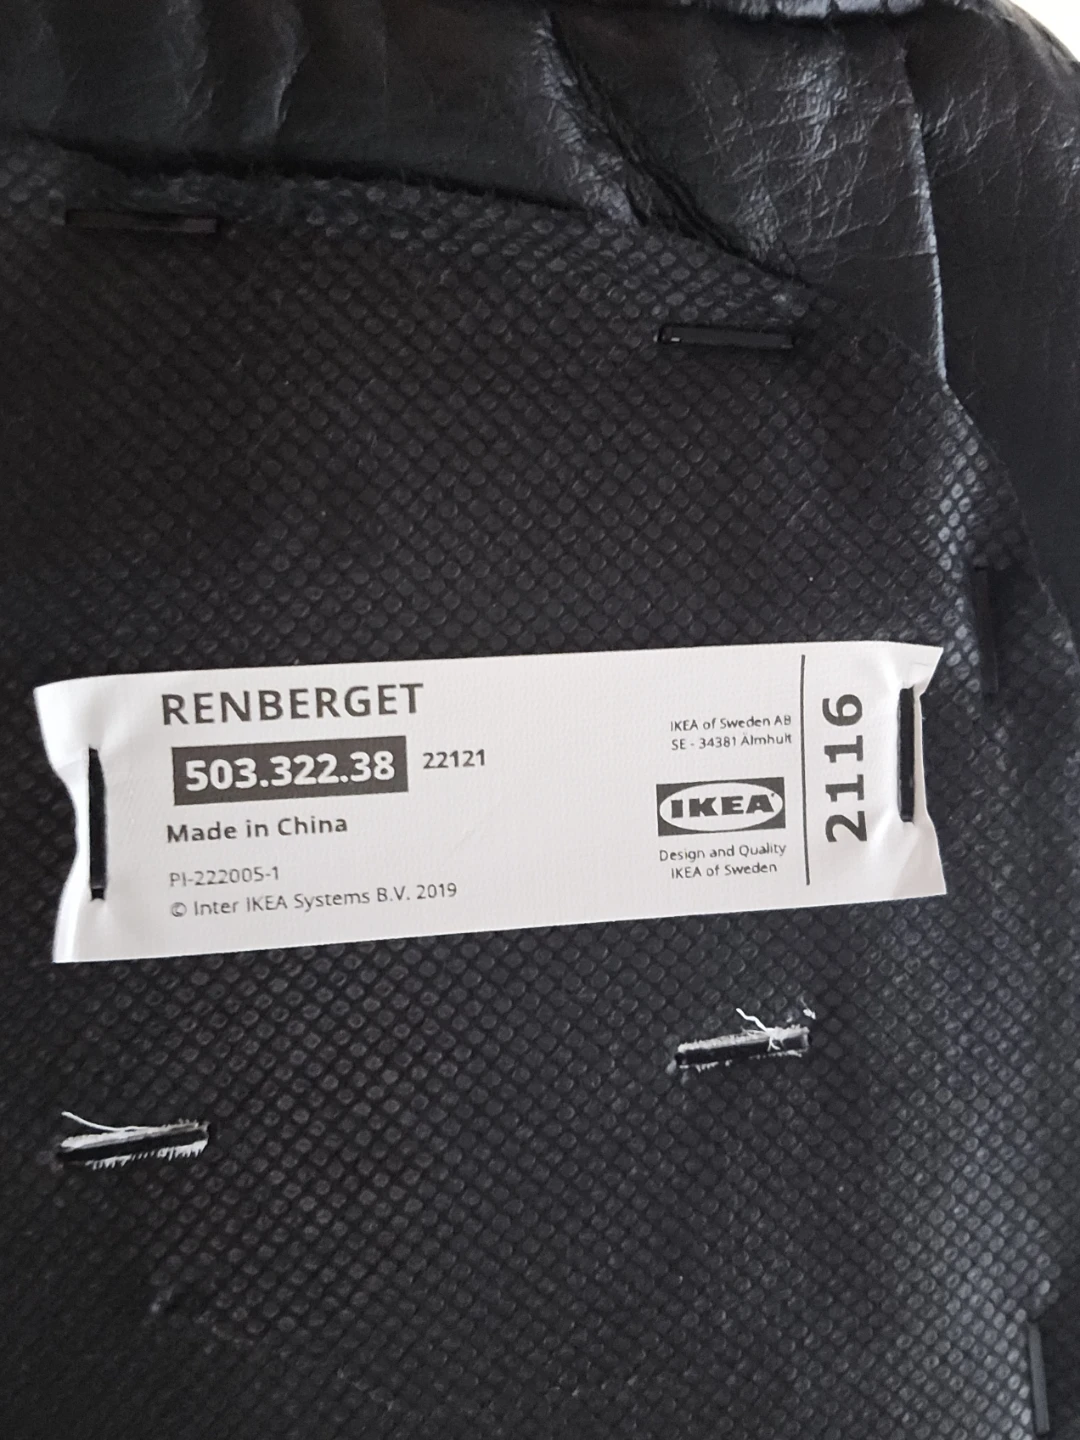 RENBERGET
503.322.38 22121
Made in China
PI-222005-1
© Inter IKEA Systems B.V. 2019
IKEA of Sweden AB
SE - 34381 Älmhult
IKEA
Design and Quality
IKEA of Sweden
2116